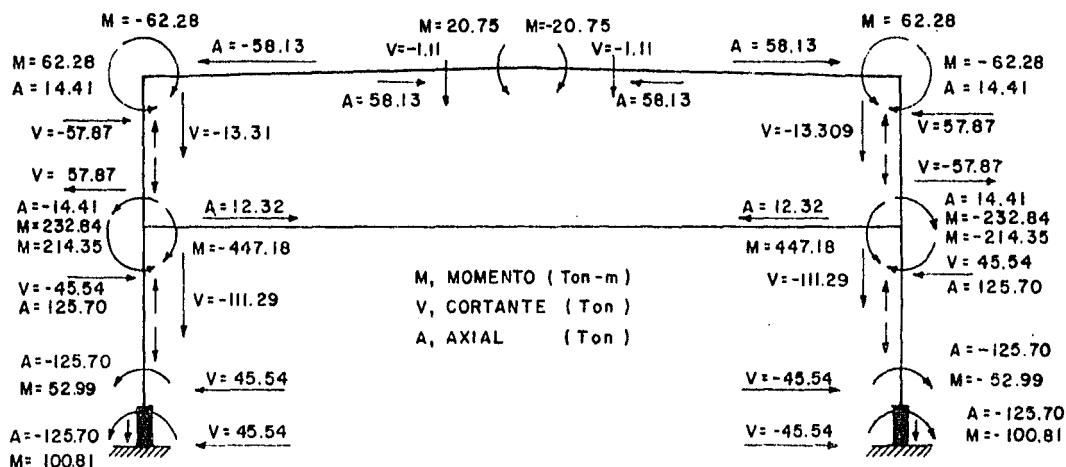 M = -62.28
M = 20.75
M = -20.75
M = 62.28
A = -58.13
V = -1.11
V = -1.11
A = 58.13
M = 62.28
A = 14.41
A = 58.13
A = 58.13
M = -62.28
A = 14.41
V = -57.87
V = -13.31
V = -13.309
V = 57.87
V = 57.87
V = -57.87
A = -14.41
M = 232.84
M = 214.35
A = 12.32
M = -447.18
A = 12.32
M = 447.18
A = 14.41
M = -232.84
M = -214.35
V = -45.54
A = 125.70
V = -111.29
V = -111.29
V = 45.54
A = 125.70
M, MOMENTO ( Ton - m )
V, CORTANTE ( Ton )
A, AXIAL ( Ton )
A = -125.70
M = 52.99
V = 45.54
V = -45.54
A = -125.70
M = - 52.99
A = -125.70
M = 100.81
V = 45.54
V = -45.54
A = -125.70
M = - 100.81